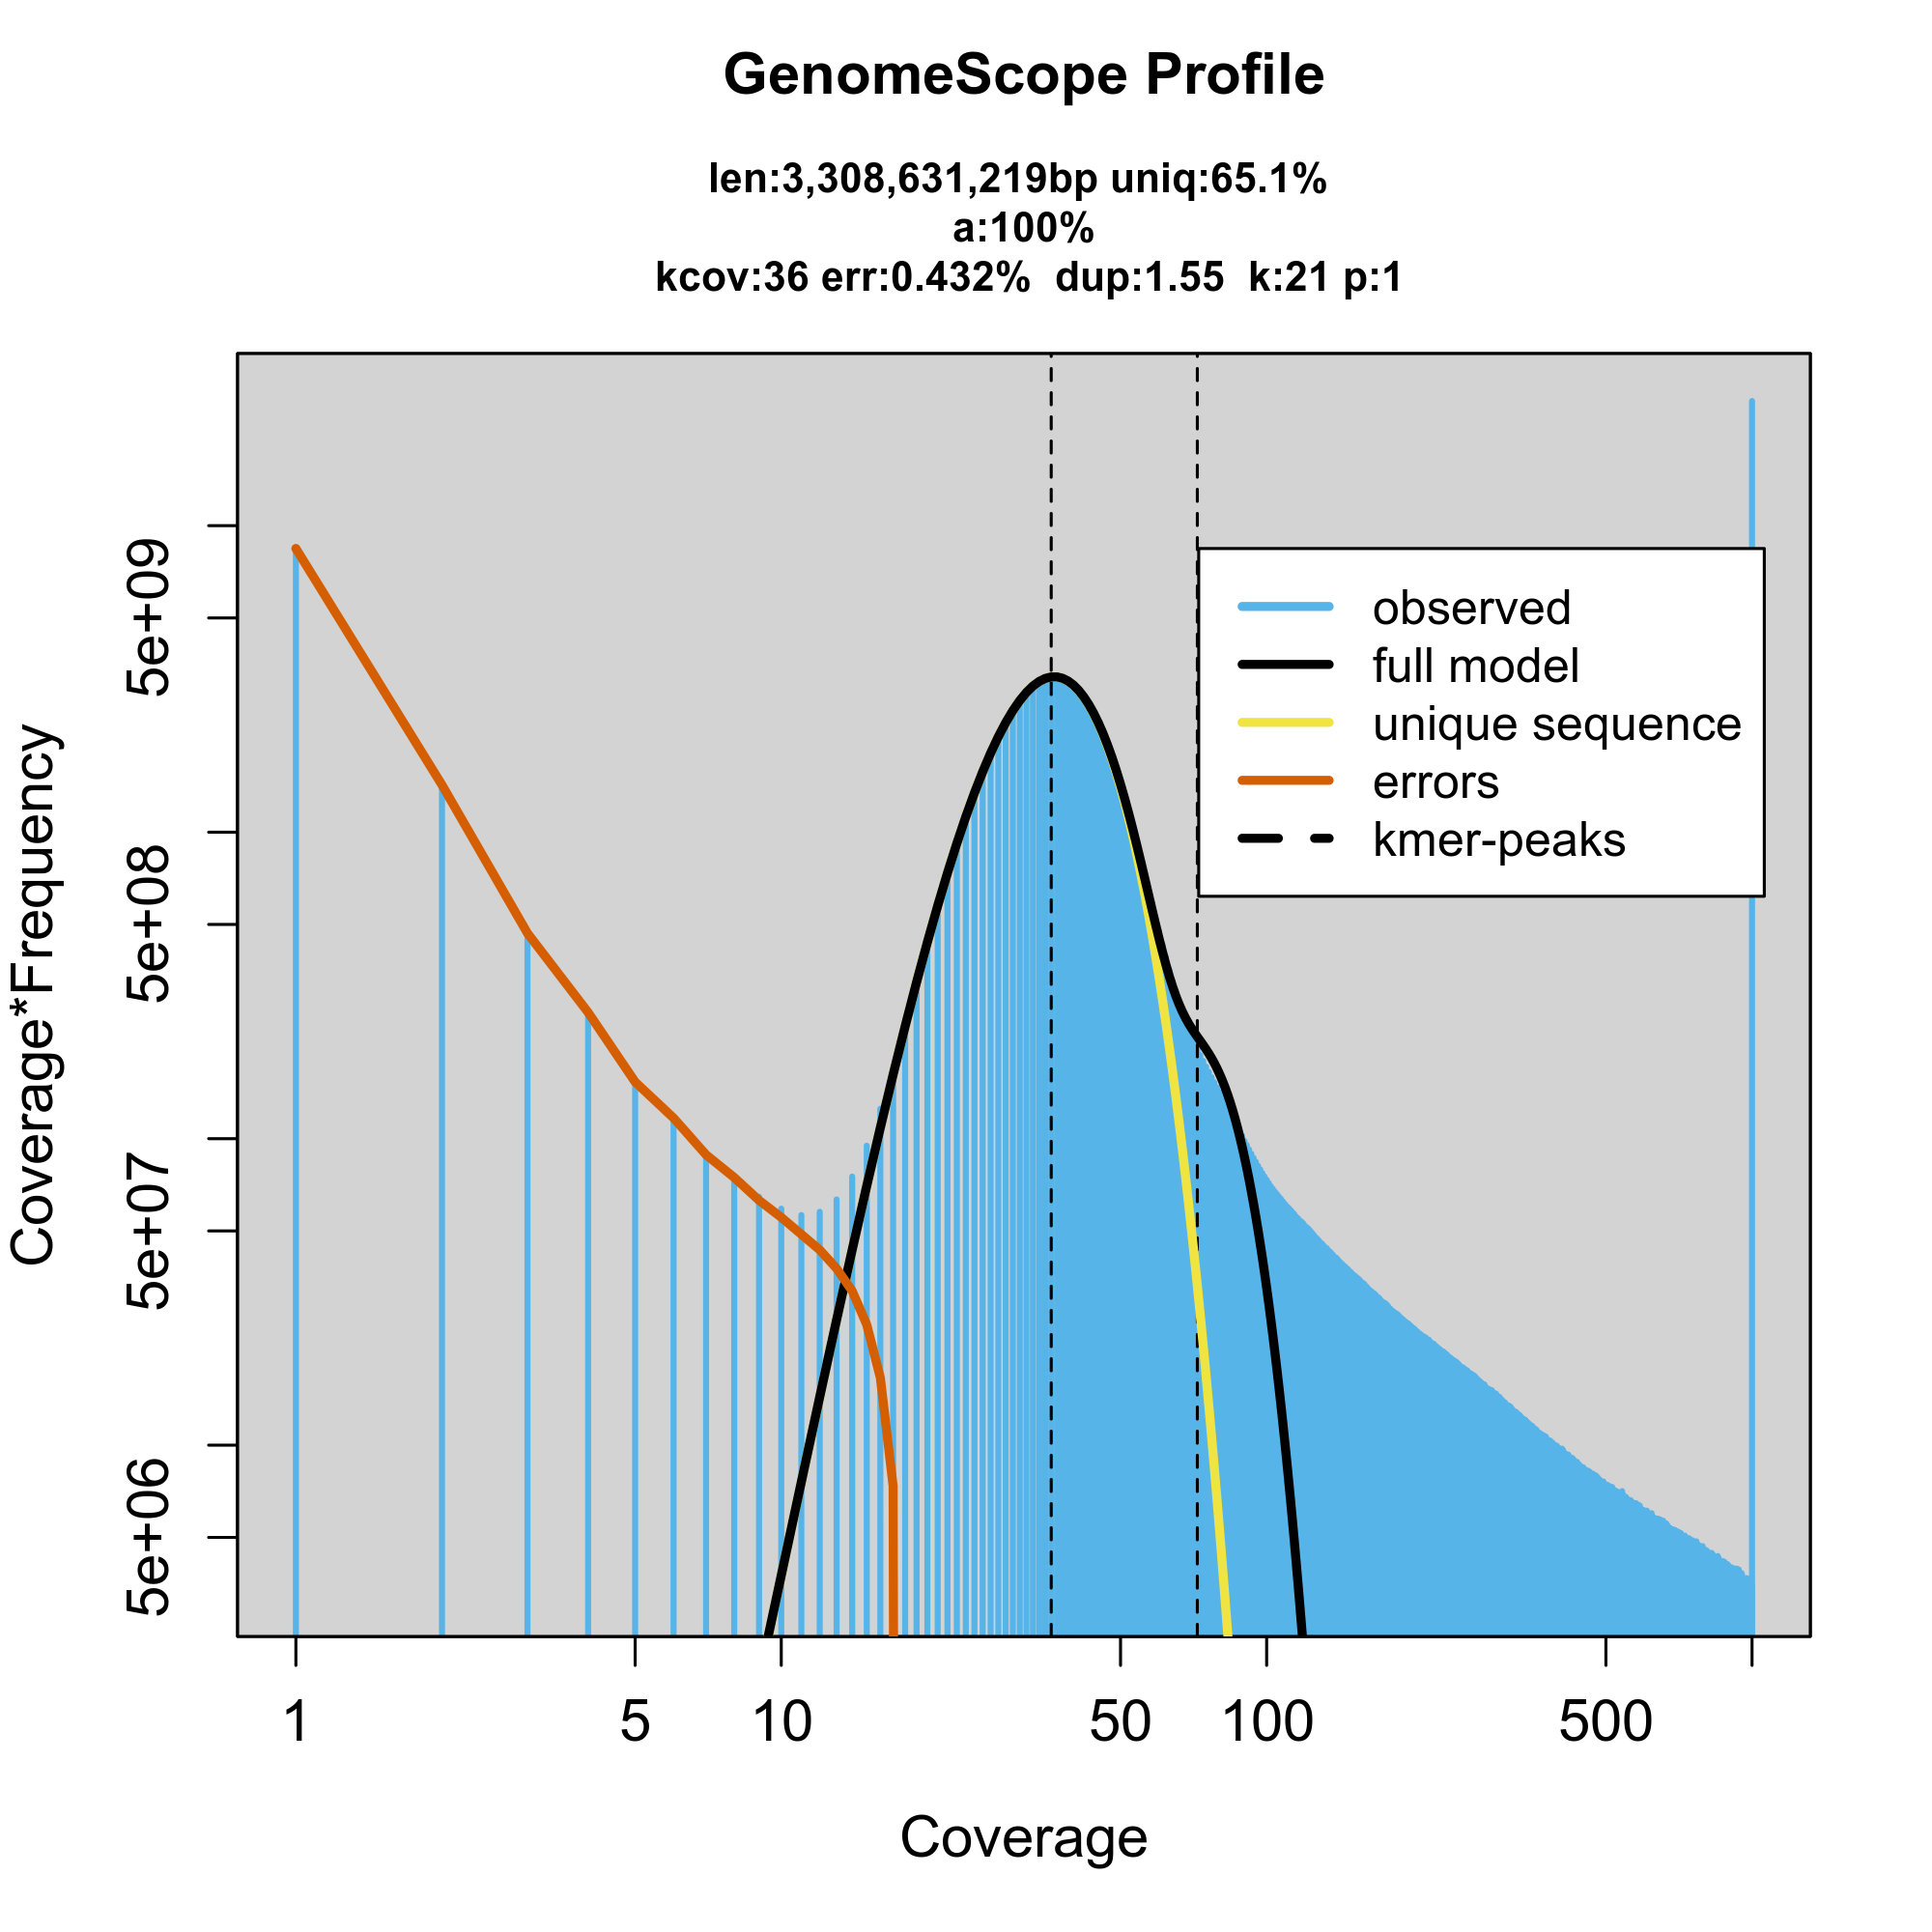 GenomeScope Profile
len:3,308,631,219bp uniq:65.1%
a:100%
kcov:36 err:0.432% dup:1.55 k:21 p:1
Coverage*Frequency
5e+09
5e+08
5e+07
5e+06
observed
full model
unique sequence
errors
kmer-peaks
1 5 10 50 100 500
Coverage